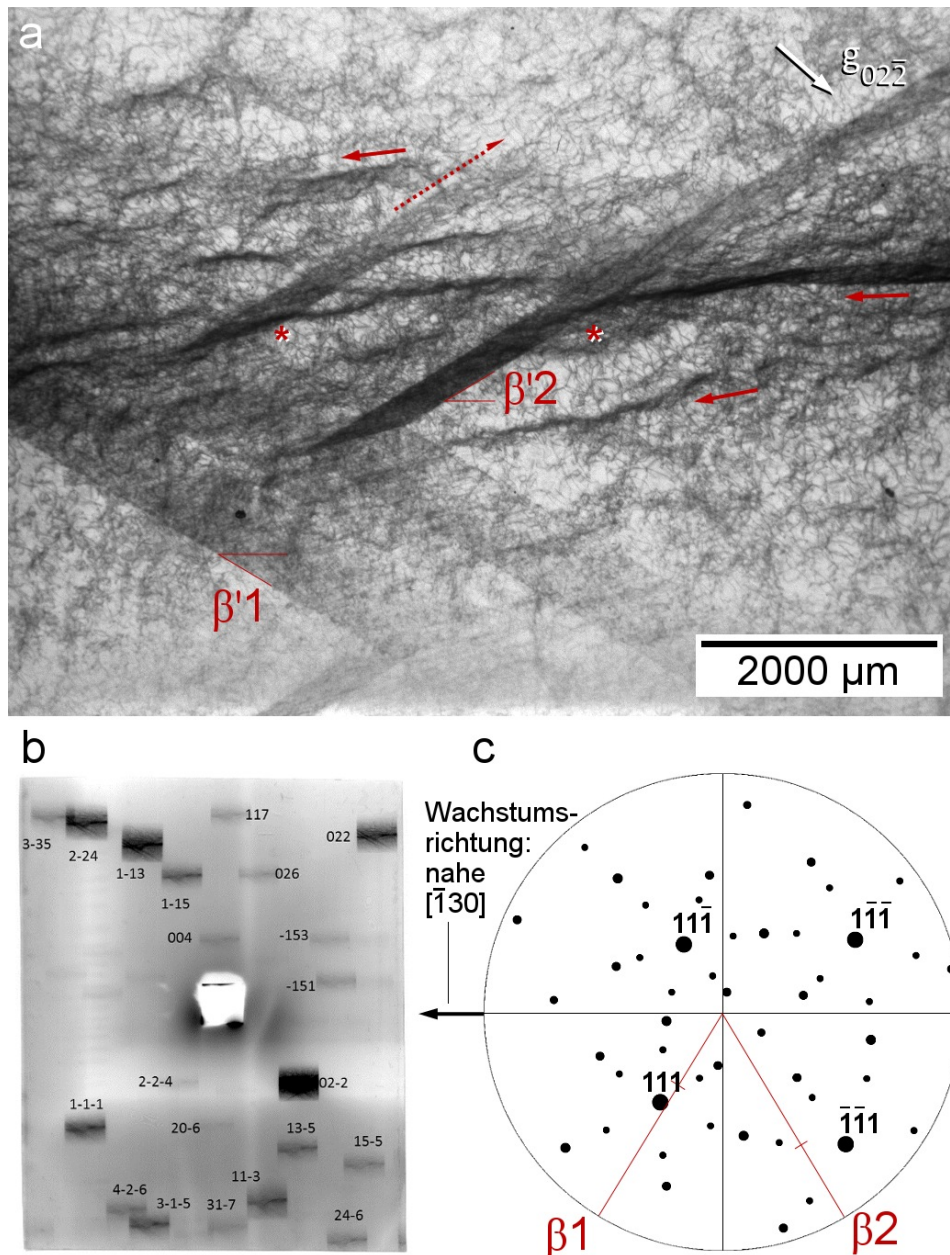 a
g02̅2̅
*
*
β'2
β'1
2000 µm
b
117
022
3-35
2-24
1-13
026
1-15
004
-153
-151
2-2-4
02-2
1-1-1
20-6
13-5
15-5
11-3
4-2-6
3-1-5
31-7
24-6
c
Wachstums-
richtung:
nahe
[1̅30]
111̅
11̅1̅
111
1̅1̅1
β1
β2